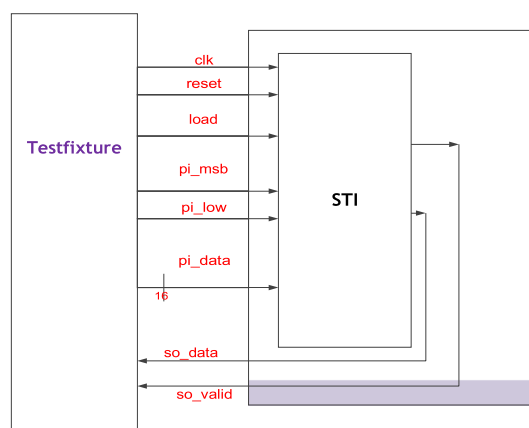 clk
reset
load
Testfixture
pi_msb
pi_low
STI
pi_data
16
so_data
so_valid